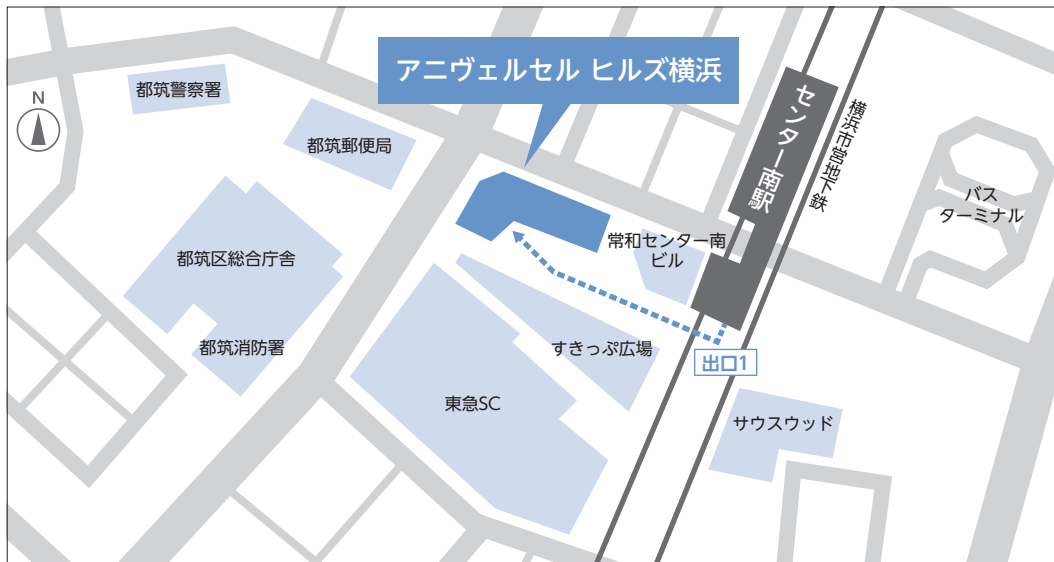 アニヴェルセル ヒルズ横浜
都筑警察署
N
都筑郵便局
センター南駅
横浜市営地下鉄
バス
ターミナル
常和センター南
ビル
都筑区総合庁舎
都筑消防署
すきっぷ広場
出口1
東急SC
サウスウッド